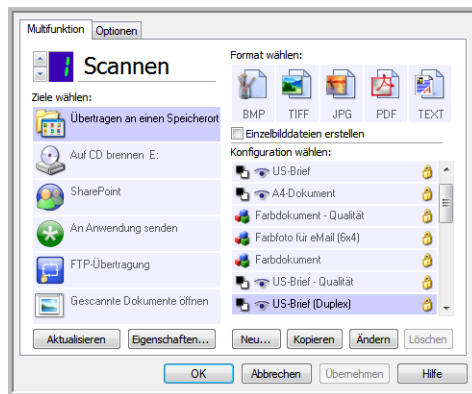 Multifunktion
Optionen
1
Scannen
Ziele wählen:
Übertragen an einen Speicherort
Auf CD brennen E:
SharePoint
An Anwendung senden
FTP-Übertragung
Gescannte Dokumente öffnen
Aktualisieren
Eigenschaften...
Format wählen:
BMP
TIFF
JPG
PDF
TEXT
Einzelbilddateien erstellen
Konfiguration wählen:
US-Brief
A4-Dokument
Farbdokument - Qualität
Farbfoto für eMail (6x4)
Farbdokument
US-Brief - Qualität
US-Brief (Duplex)
Neu...
Kopieren
Ändern
Löschen
OK
Abbrechen
Übernehmen
Hilfe